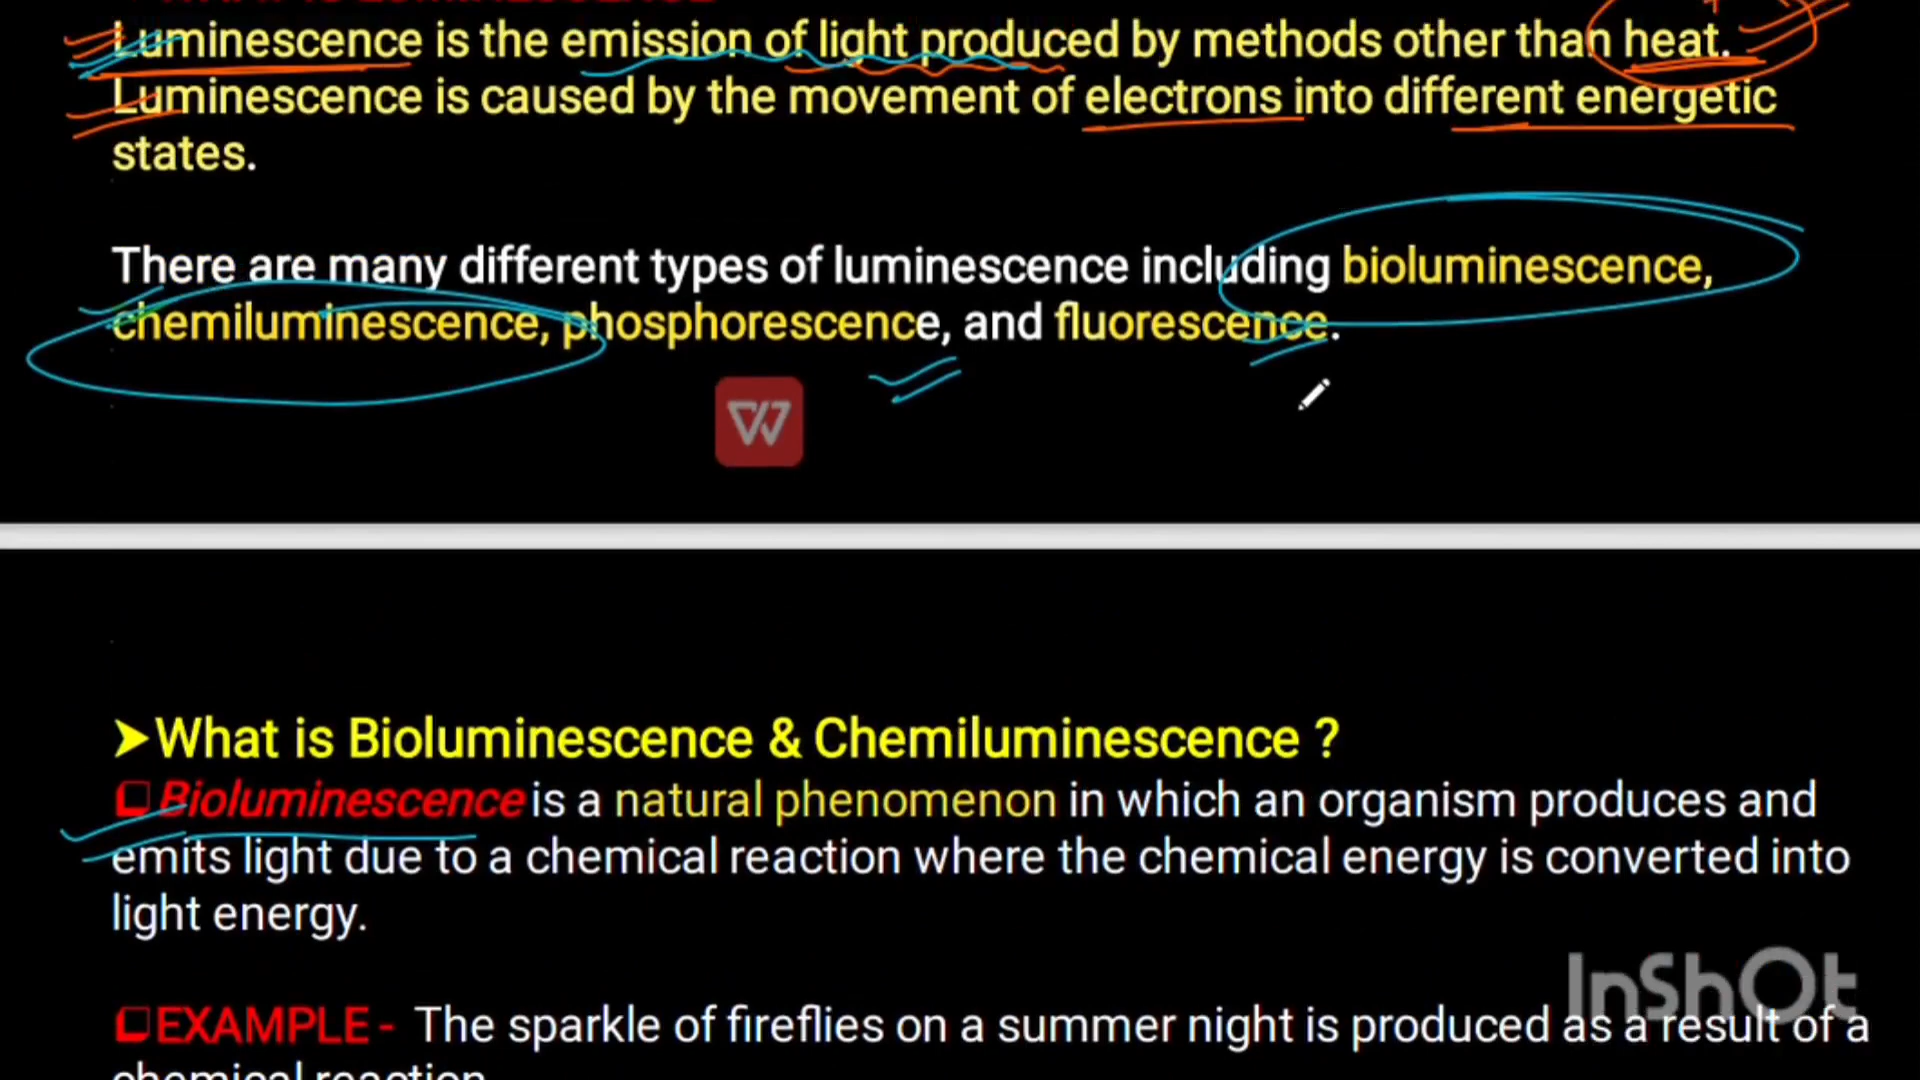 Luminescence is the emission of light produced by methods other than heat.
Luminescence is caused by the movement of electrons into different energetic
states.
There are many different types of luminescence including bioluminescence,
chemiluminescence, phosphorescence, and fluorescence.
W
➤What is Bioluminescence & Chemiluminescence ?
❑Bioluminescence is a natural phenomenon in which an organism produces and
emits light due to a chemical reaction where the chemical energy is converted into
light energy.
InShOt
❑EXAMPLE - The sparkle of fireflies on a summer night is produced as a result of a
chemical reaction